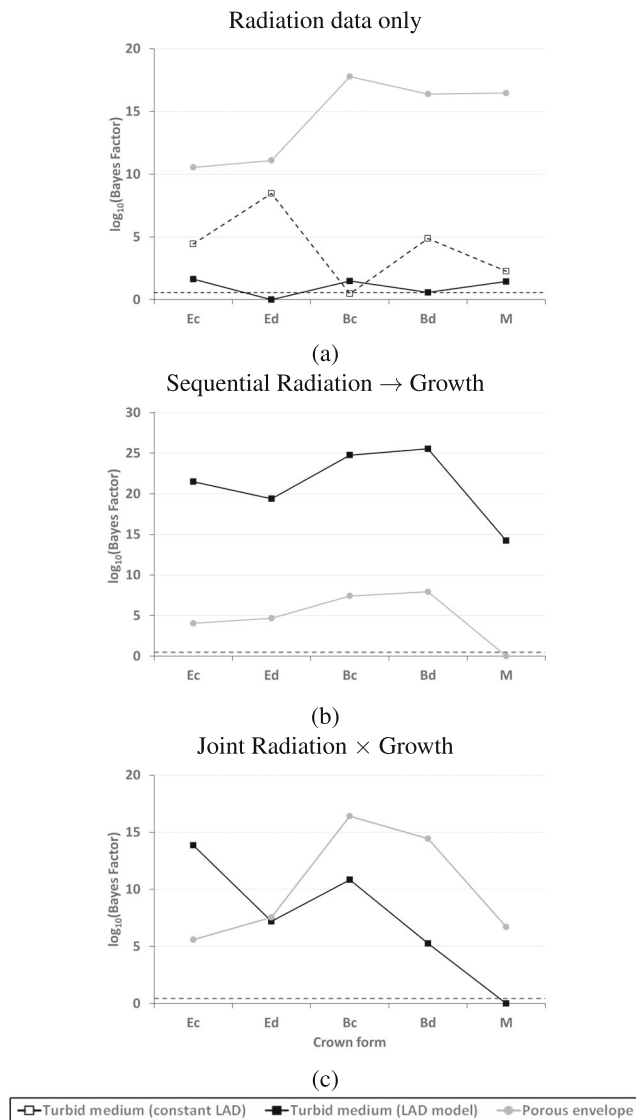 Radiation data only
20
15
10
5
0
log10(Bayes Factor)
Ec Ed Bc Bd M
(a)
Sequential Radiation → Growth
30
25
20
15
10
5
0
log10(Bayes Factor)
Ec Ed Bc Bd M
(b)
Joint Radiation × Growth
20
15
10
5
0
log10(Bayes Factor)
Ec Ed Bc Bd M
Crown form
(c)
Turbid medium (constant LAD) Turbid medium (LAD model) Porous envelope